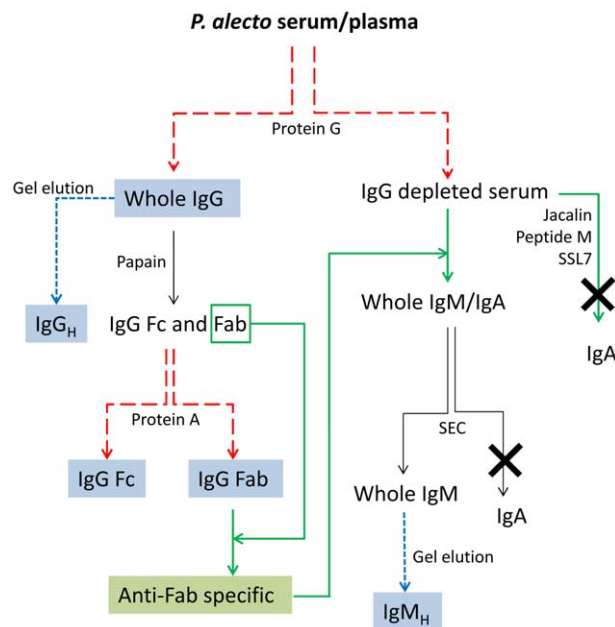 P. alecto serum/plasma
Protein G
Gel elution
Whole IgG
IgG depleted serum
Jacalin
Peptide M
SSL7
Papain
Whole IgM/IgA
IgG_H
IgG Fc and Fab
IgA
Protein A
SEC
IgG Fc
IgG Fab
Whole IgM
IgA
Gel elution
Anti-Fab specific
IgM_H